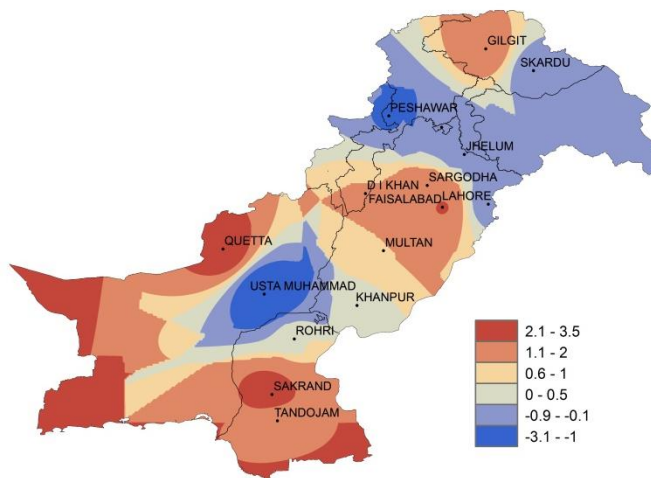 GILGIT
SKARDU
PESHAWAR
JHELUM
SARGODHA
D I KHAN
FAISALABAD
LAHORE
QUETTA
MULTAN
USTA MUHAMMAD
KHANPUR
ROHRI
SAKRAND
TANDOJAM
2.1 - 3.5
1.1 - 2
0.6 - 1
0 - 0.5
-0.9 - -0.1
-3.1 - -1